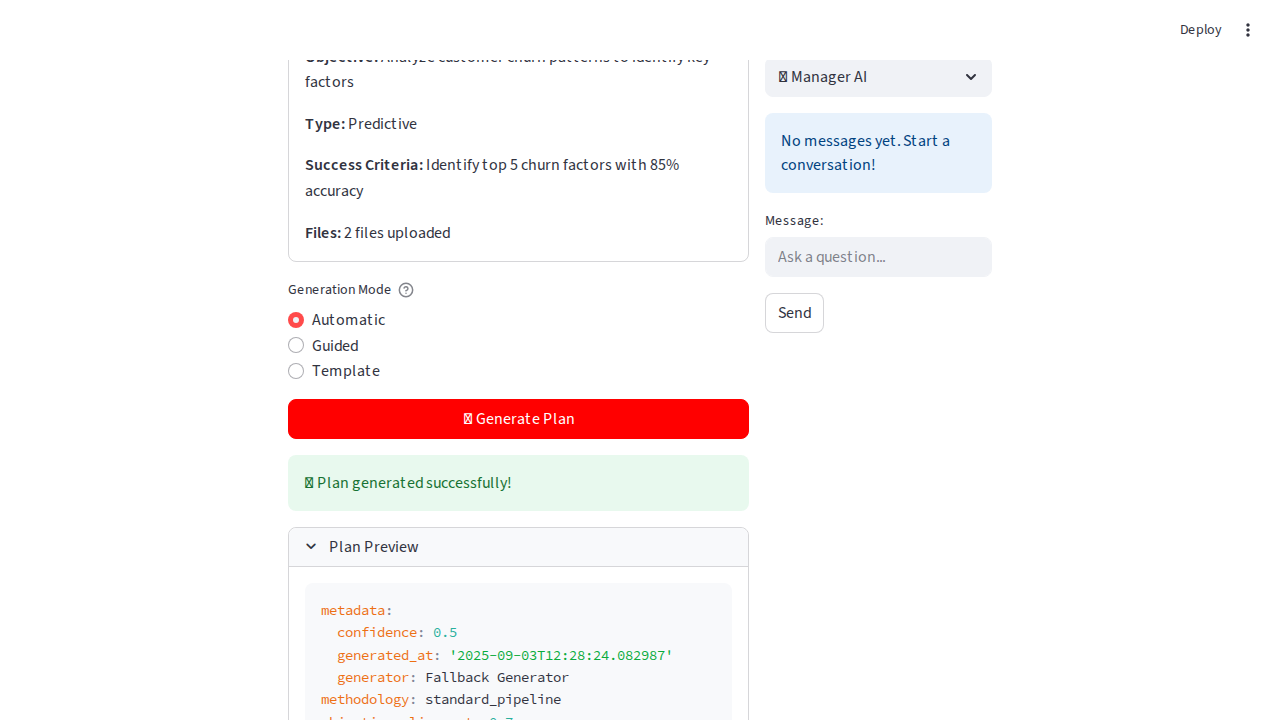 Deploy
Objective: Analyze customer churn patterns to identify key
factors
Type: Predictive
Success Criteria: Identify top 5 churn factors with 85%
accuracy
Files: 2 files uploaded
Generation Mode
Automatic
Guided
Template
Generate Plan
Plan generated successfully!
Plan Preview
metadata:
confidence: 0.5
generated_at: '2025-09-03T12:28:24.082987'
generator: Fallback Generator
methodology: standard_pipeline
Manager AI
No messages yet. Start a
conversation!
Message:
Ask a question...
Send